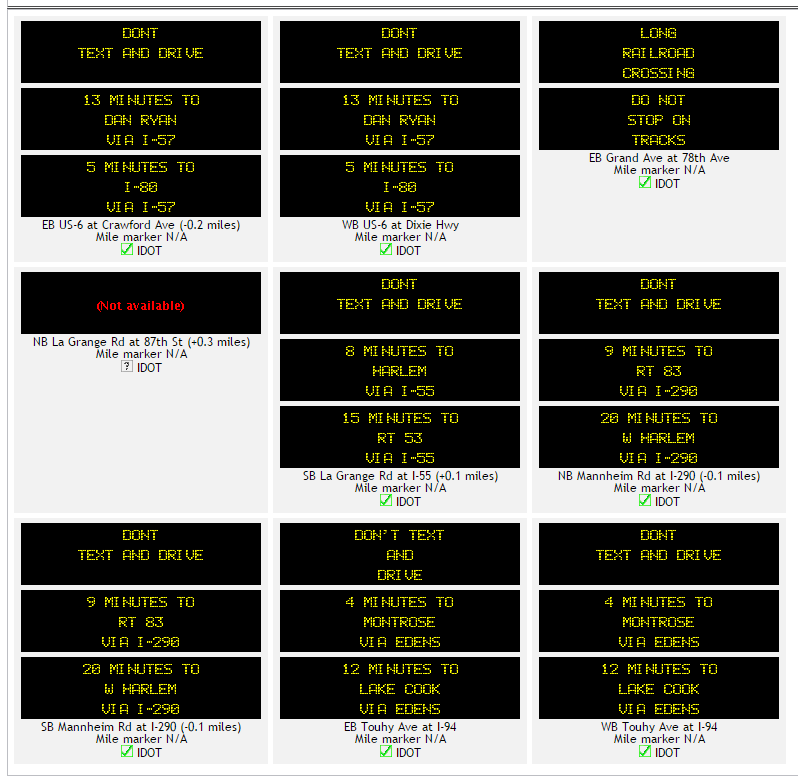 DONT
TEXT AND DRIVE
13 MINUTES TO
DAN RYAN
VIA I-57
5 MINUTES TO
I-80
VIA I-57
EB US-6 at Crawford Ave (-0.2 miles)
Mile marker N/A
IDOT
DONT
TEXT AND DRIVE
13 MINUTES TO
DAN RYAN
VIA I-57
5 MINUTES TO
I-80
VIA I-57
WB US-6 at Dixie Hwy
Mile marker N/A
IDOT
LONG
RAILROAD
CROSSING
DO NOT
STOP ON
TRACKS
EB Grand Ave at 78th Ave
Mile marker N/A
IDOT
(Not available)
NB La Grange Rd at 87th St (+0.3 miles)
Mile marker N/A
? IDOT
DONT
TEXT AND DRIVE
8 MINUTES TO
HARLEM
VIA I-55
15 MINUTES TO
RT 53
VIA I-55
SB La Grange Rd at I-55 (+0.1 miles)
Mile marker N/A
IDOT
DONT
TEXT AND DRIVE
9 MINUTES TO
RT 83
VIA I-290
20 MINUTES TO
W HARLEM
VIA I-290
NB Mannheim Rd at I-290 (-0.1 miles)
Mile marker N/A
IDOT
DONT
TEXT AND DRIVE
9 MINUTES TO
RT 83
VIA I-290
20 MINUTES TO
W HARLEM
VIA I-290
SB Mannheim Rd at I-290 (-0.1 miles)
Mile marker N/A
IDOT
DON'T TEXT
AND
DRIVE
4 MINUTES TO
MONTROSE
VIA EDENS
12 MINUTES TO
LAKE COOK
VIA EDENS
EB Touhy Ave at I-94
Mile marker N/A
IDOT
DONT
TEXT AND DRIVE
4 MINUTES TO
MONTROSE
VIA EDENS
12 MINUTES TO
LAKE COOK
VIA EDENS
WB Touhy Ave at I-94
Mile marker N/A
IDOT